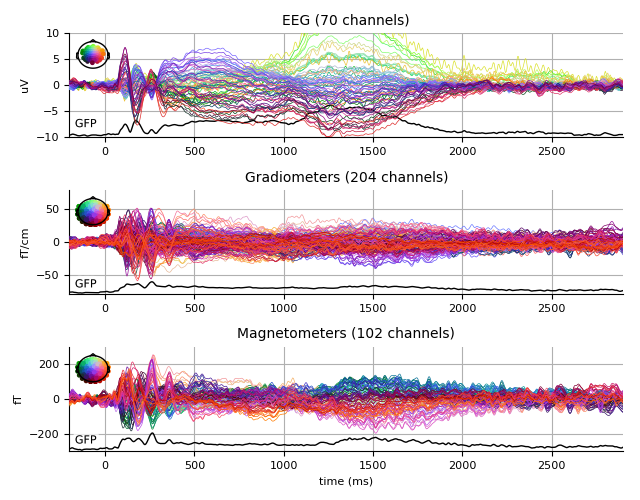 EEG (70 channels)
10
5
0
−5
−10
uV
GFP
0 500 1000 1500 2000 2500
Gradiometers (204 channels)
50
0
−50
fT/cm
GFP
0 500 1000 1500 2000 2500
Magnetometers (102 channels)
200
0
−200
fT
GFP
0 500 1000 1500 2000 2500
time (ms)